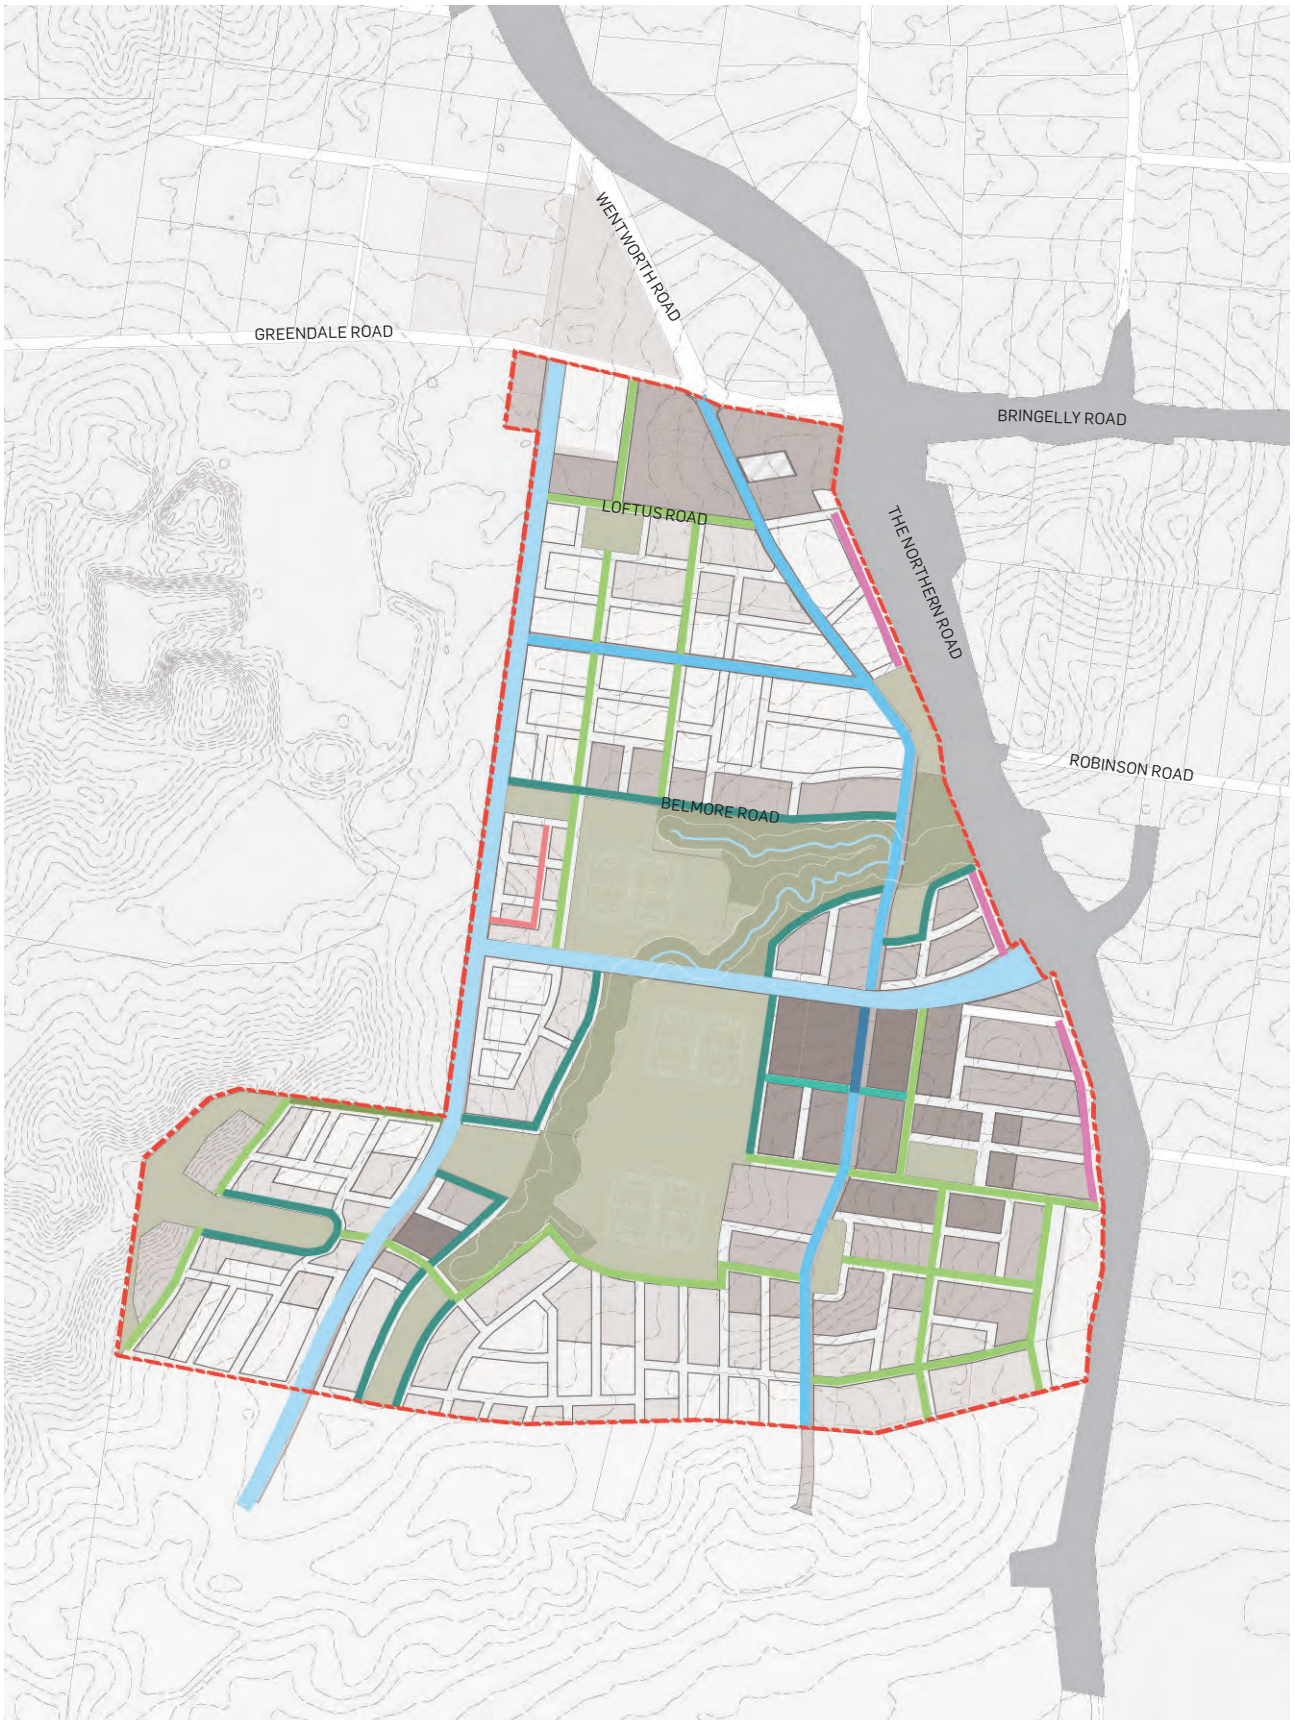 WENTWORTH ROAD
GREENDALE ROAD
BRINGELLY ROAD
LOFTUS ROAD
THE NORTHERN ROAD
ROBINSON ROAD
BELMORE ROAD